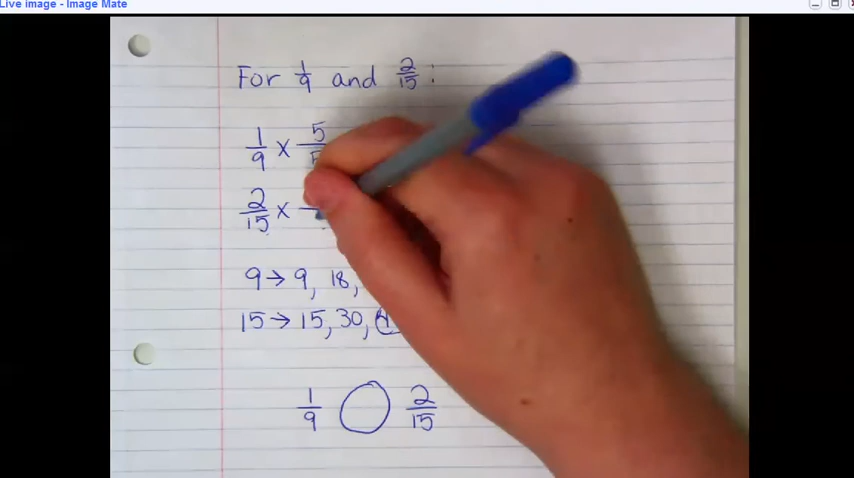 Live image - Image Mate
For 1/9 and 2/15 :
1/9 x 5/5
2/15 x
9 → 9, 18,
15 → 15, 30,
1/9 ◯ 2/15